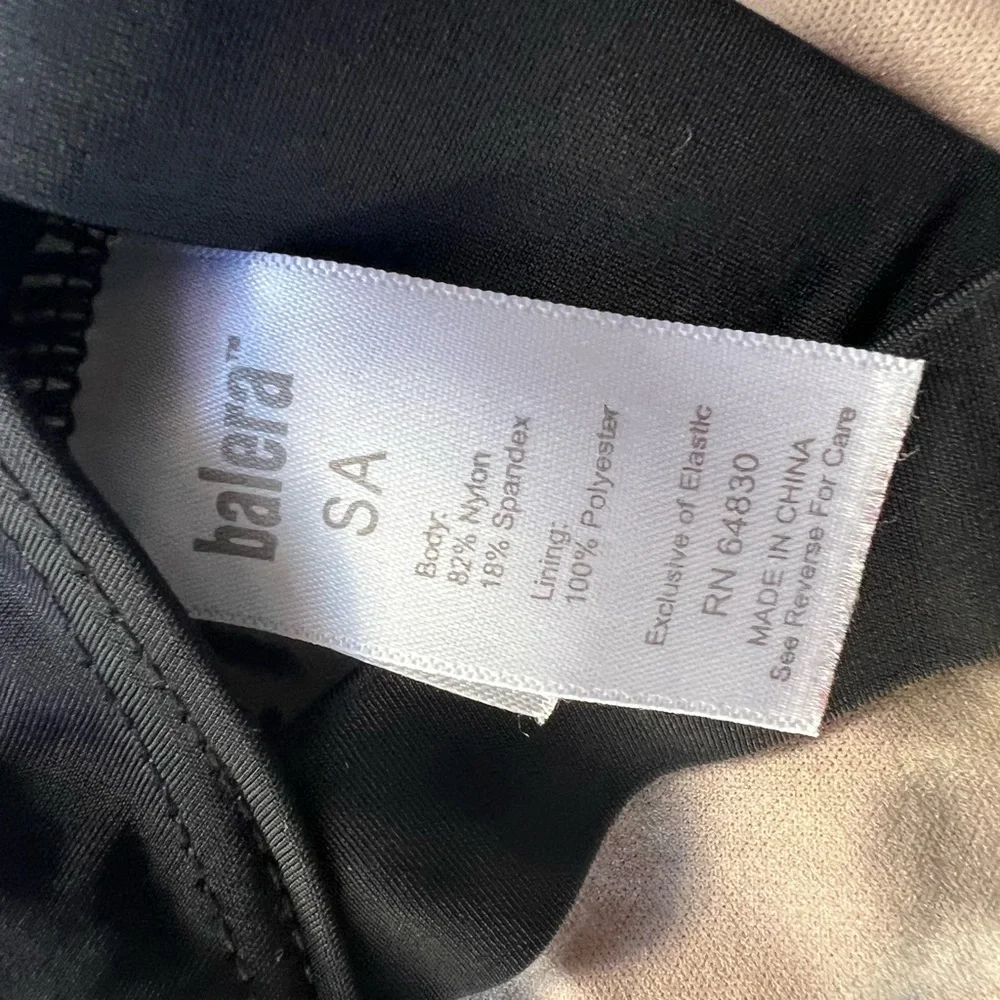 balera™
SA
Body:
82% Nylon
18% Spandex
Lining:
100% Polyester
Exclusive of Elastic
RN 64830
MADE IN CHINA
See Reverse For Care